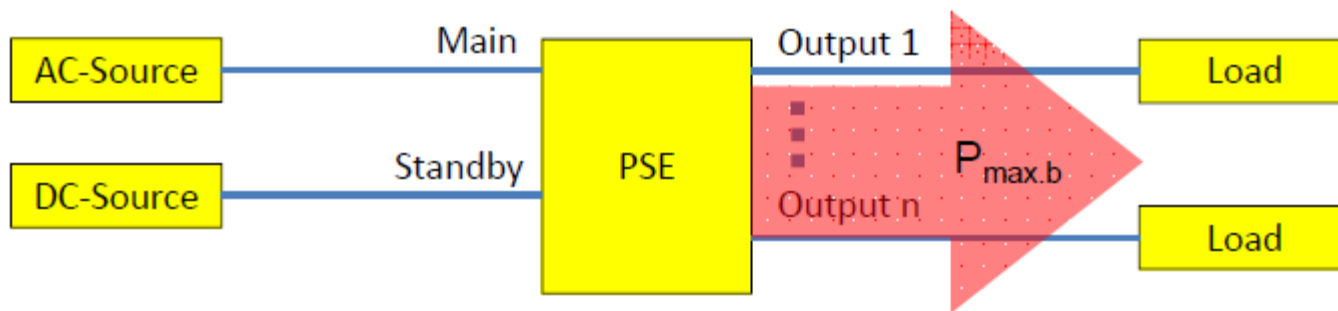 Main
Output 1
AC-Source
Load
PSE
Standby
P max.b
DC-Source
Output n
Load